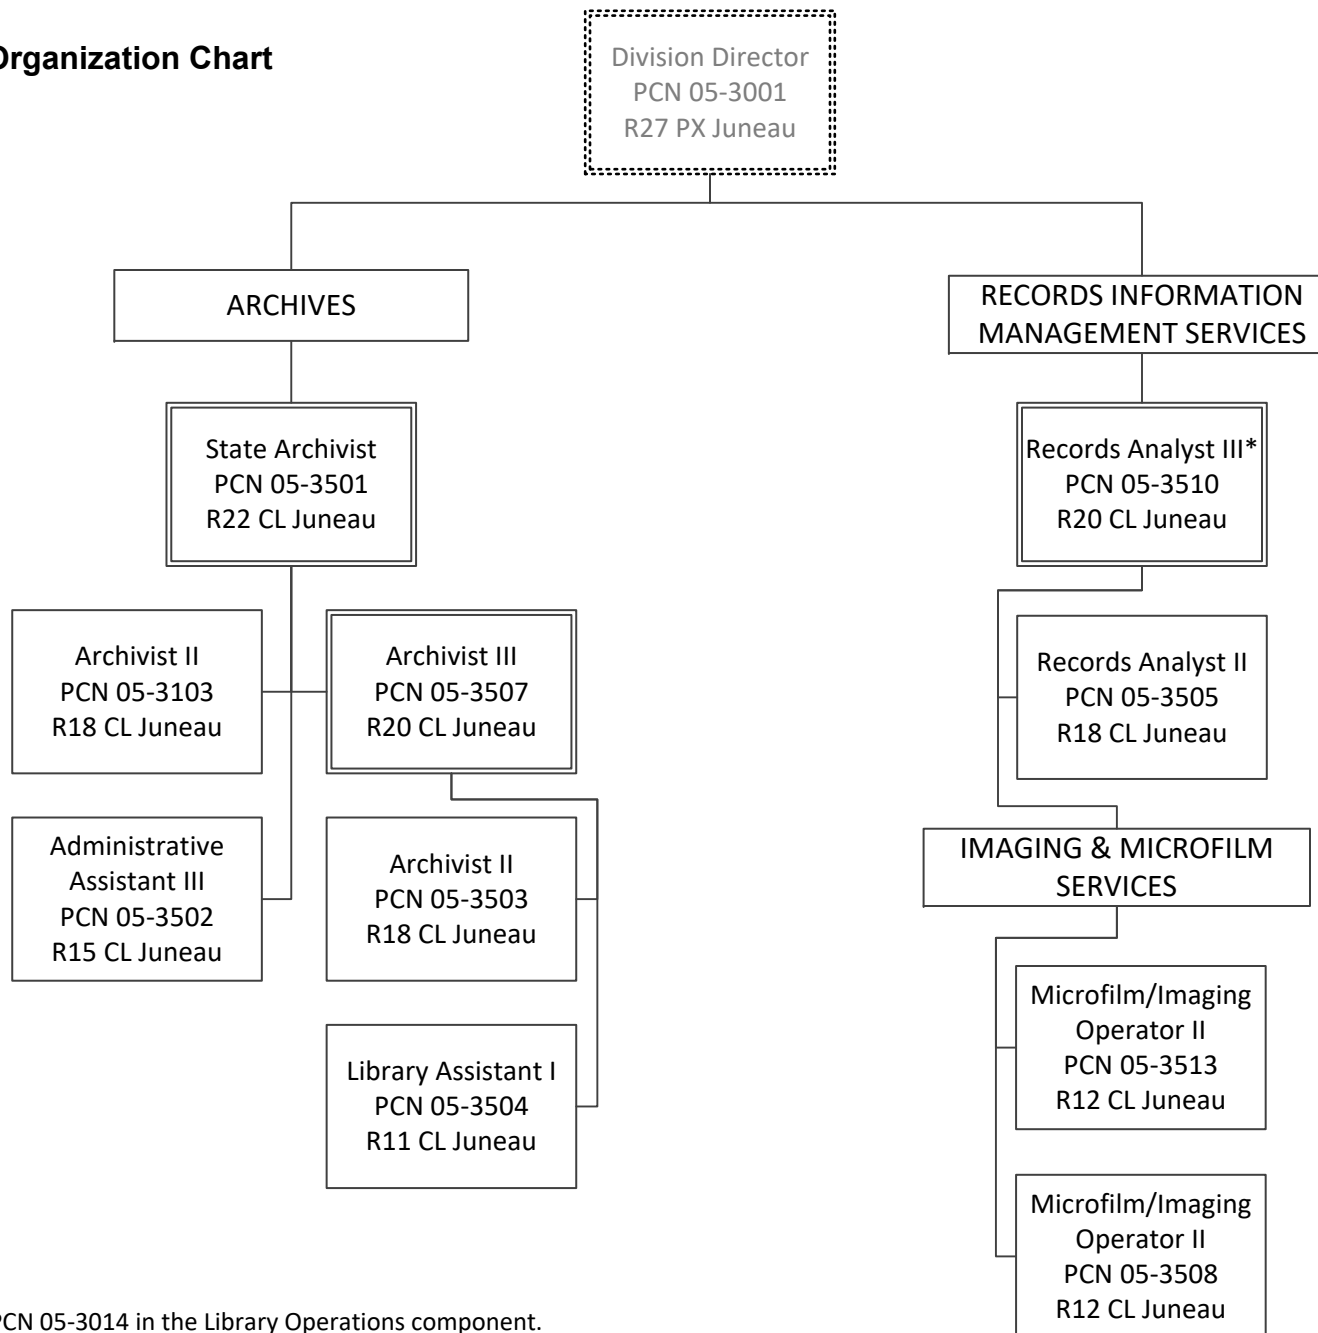 Organization Chart
Division Director
PCN 05-3001
R27 PX Juneau
ARCHIVES
RECORDS INFORMATION
MANAGEMENT SERVICES
State Archivist
PCN 05-3501
R22 CL Juneau
Records Analyst III*
PCN 05-3510
R20 CL Juneau
Archivist II
PCN 05-3103
R18 CL Juneau
Archivist III
PCN 05-3507
R20 CL Juneau
Records Analyst II
PCN 05-3505
R18 CL Juneau
Administrative
Assistant III
PCN 05-3502
R15 CL Juneau
Archivist II
PCN 05-3503
R18 CL Juneau
IMAGING & MICROFILM
SERVICES
Library Assistant I
PCN 05-3504
R11 CL Juneau
Microfilm/Imaging
Operator II
PCN 05-3513
R12 CL Juneau
Microfilm/Imaging
Operator II
PCN 05-3508
R12 CL Juneau
PCN 05-3014 in the Library Operations component.